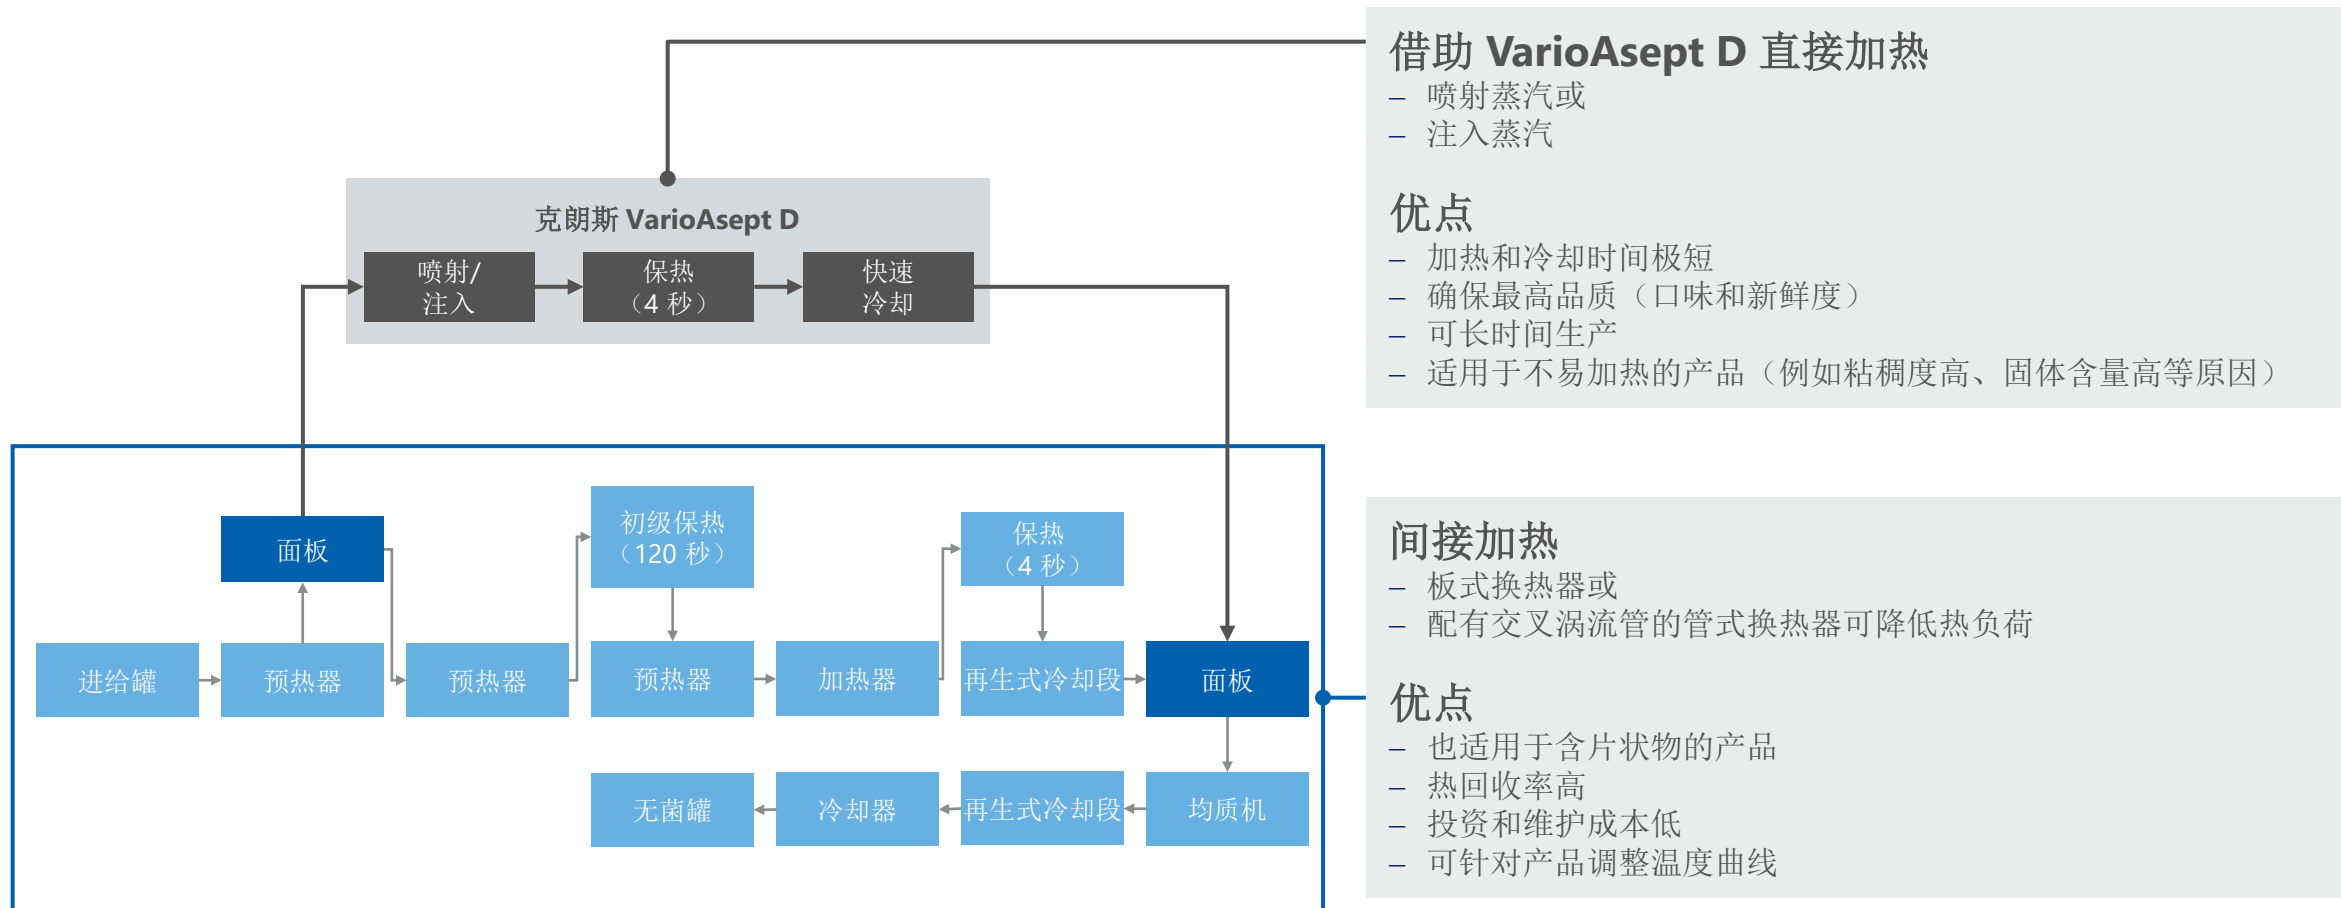 借助 VarioAsept D 直接加热
– 喷射蒸汽或
– 注入蒸汽
优点
– 加热和冷却时间极短
– 确保最高品质（口味和新鲜度）
– 可长时间生产
– 适用于不易加热的产品（例如粘稠度高、固体含量高等原因）
克朗斯 VarioAsept D
喷射/
注入
保热
（4 秒）
快速
冷却
面板
初级保热
（120 秒）
保热
（4 秒）
进给罐
预热器
预热器
预热器
加热器
再生式冷却段
面板
无菌罐
冷却器
再生式冷却段
均质机
间接加热
– 板式换热器或
– 配有交叉涡流管的管式换热器可降低热负荷
优点
– 也适用于含片状物的产品
– 热回收率高
– 投资和维护成本低
– 可针对产品调整温度曲线